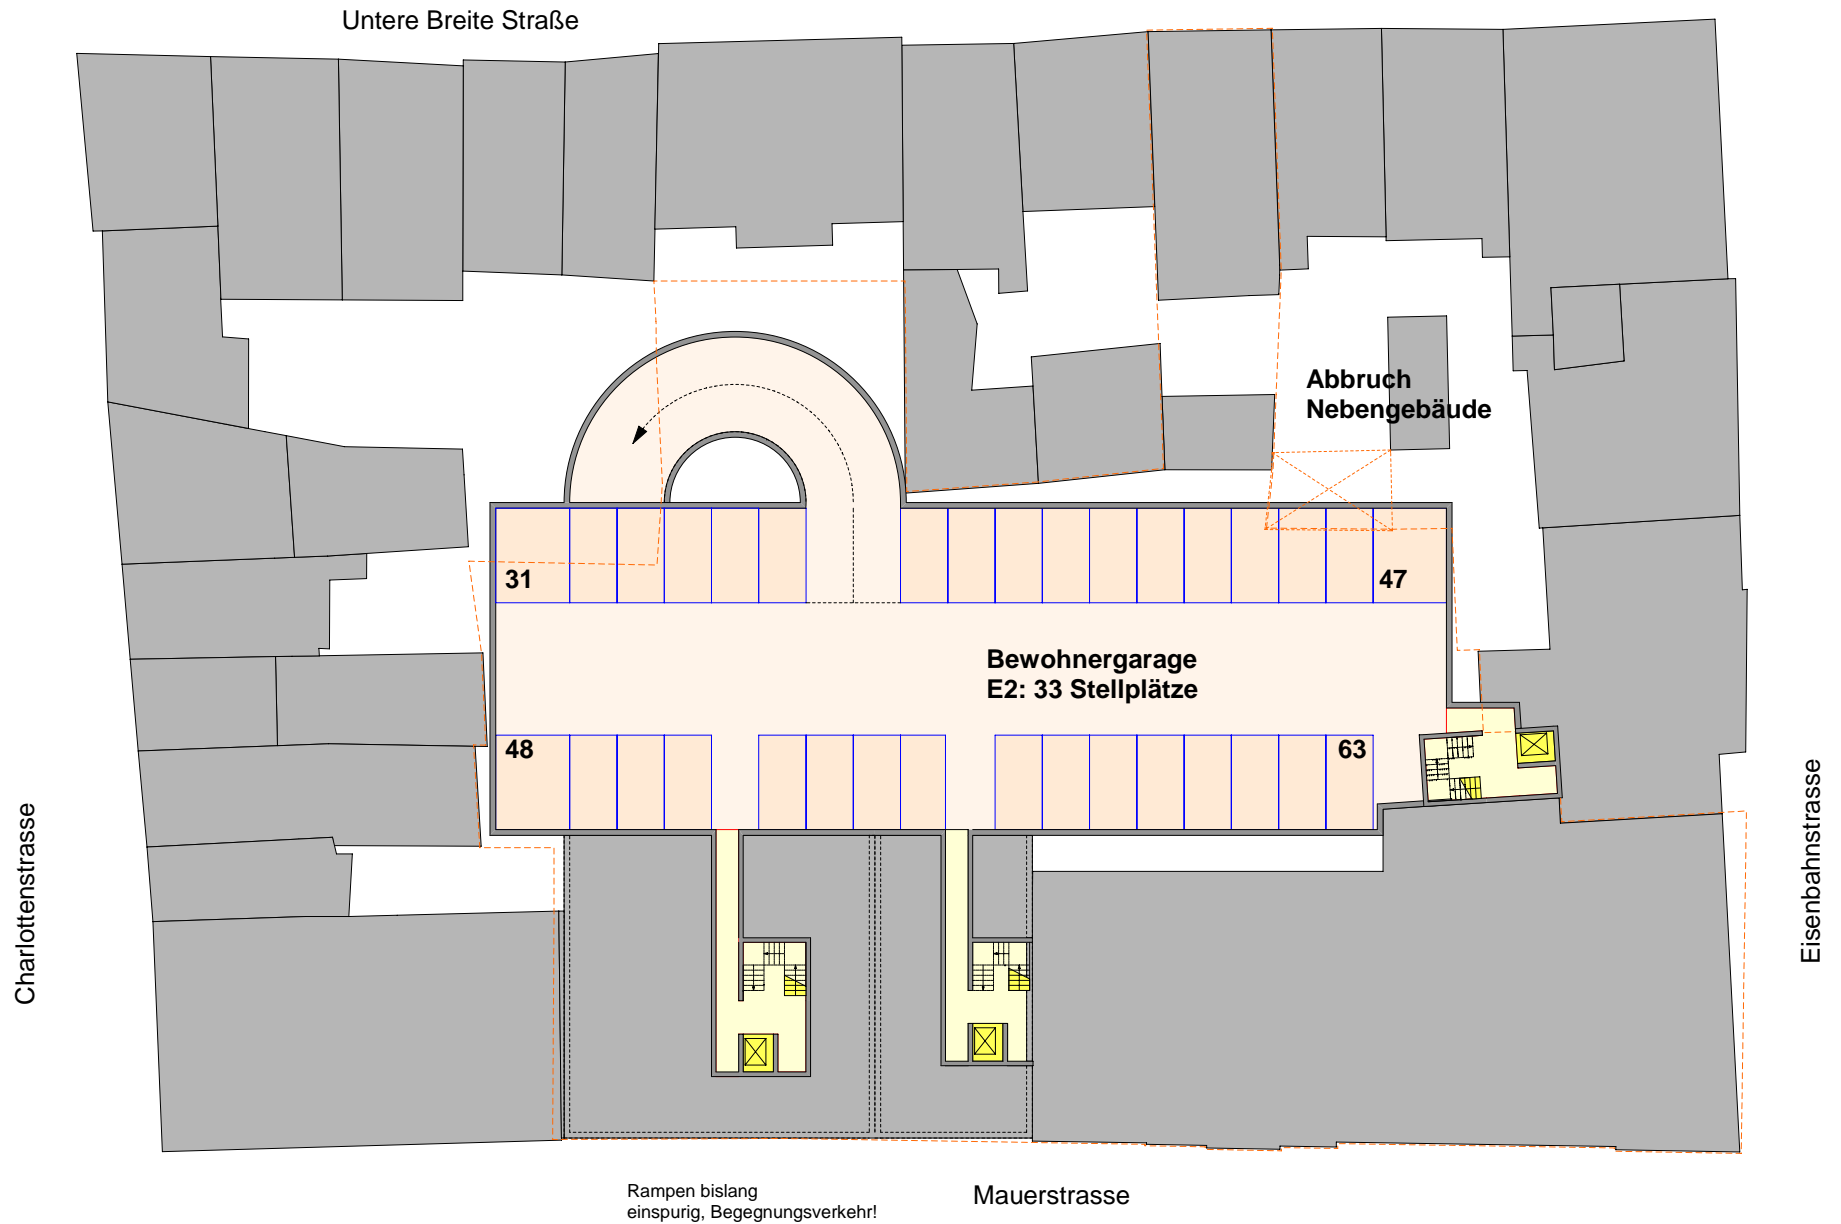 Untere Breite Straße
Abbruch
Nebengebäude
31
47
Bewohnergarage
E2: 33 Stellplätze
48
63
Charlottenstrasse
Eisenbahnstrasse
Rampen bislang
einspurig, Begegnungsverkehr!
Mauerstrasse